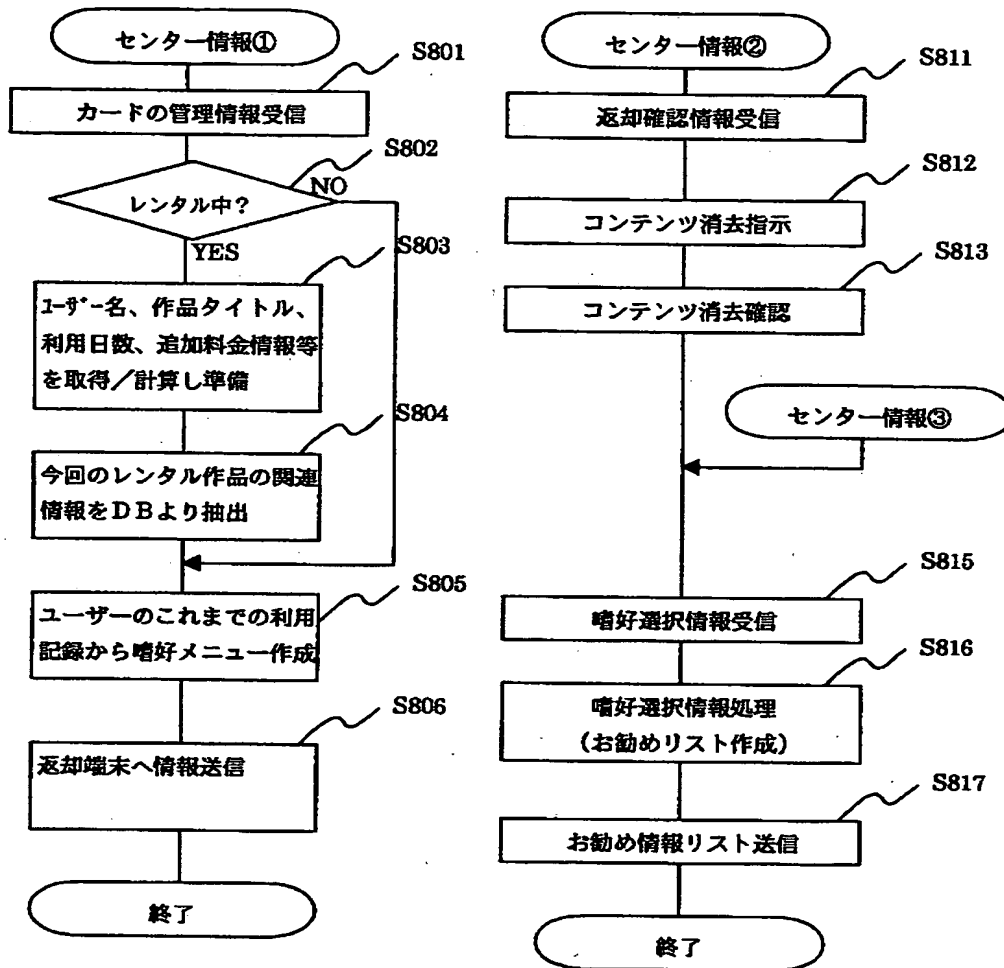 センター情報①
S801
カードの管理情報受信
S802
レンタル中?
NO
YES
S803
ユーザー名、作品タイトル、
利用日数、追加料金情報等
を取得／計算し準備
S804
今回のレンタル作品の関連
情報をDBより抽出
S805
ユーザーのこれまでの利用
記録から嗜好メニュー作成
S806
返却端末へ情報送信
終了
センター情報②
S811
返却確認情報受信
S812
コンテンツ消去指示
S813
コンテンツ消去確認
センター情報③
S815
嗜好選択情報受信
S816
嗜好選択情報処理
（お勧めリスト作成）
S817
お勧め情報リスト送信
終了